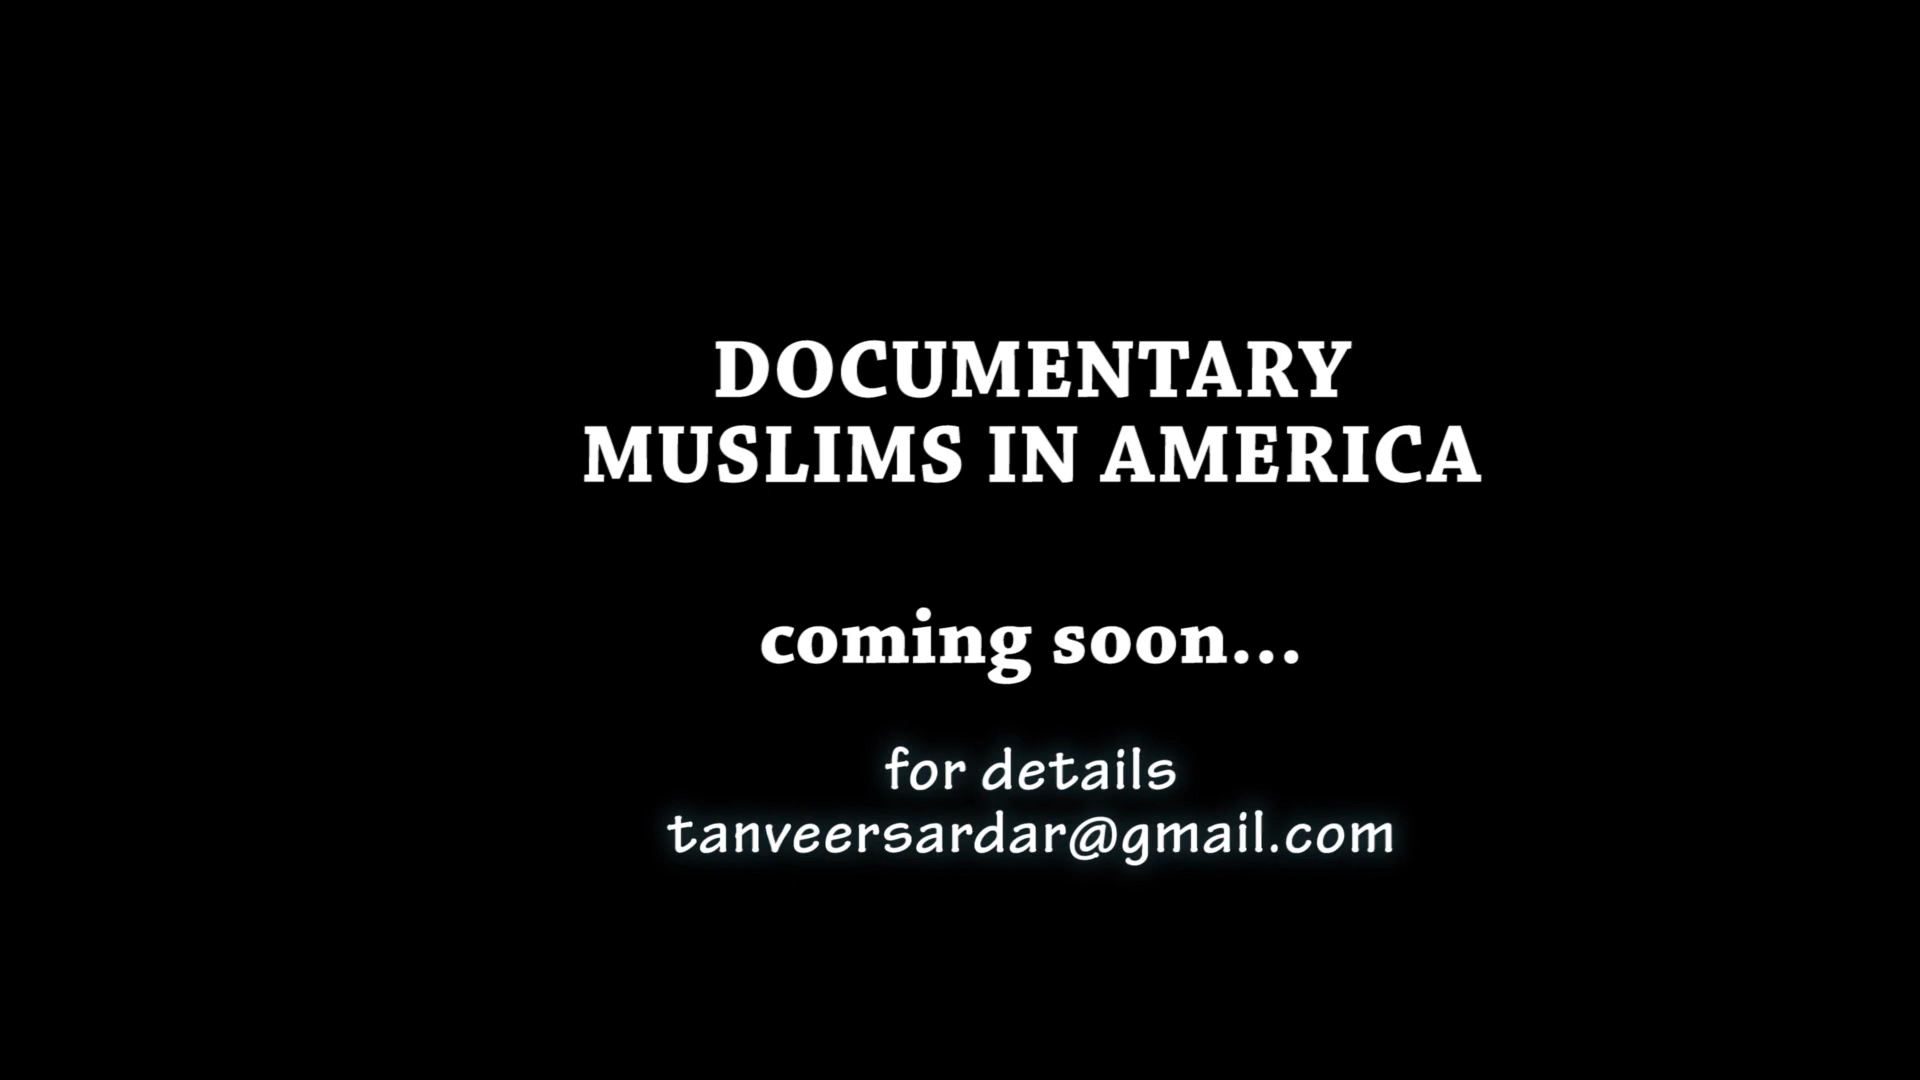 DOCUMENTARY
MUSLIMS IN AMERICA
coming soon...
for details
tanveersardar@gmail.com